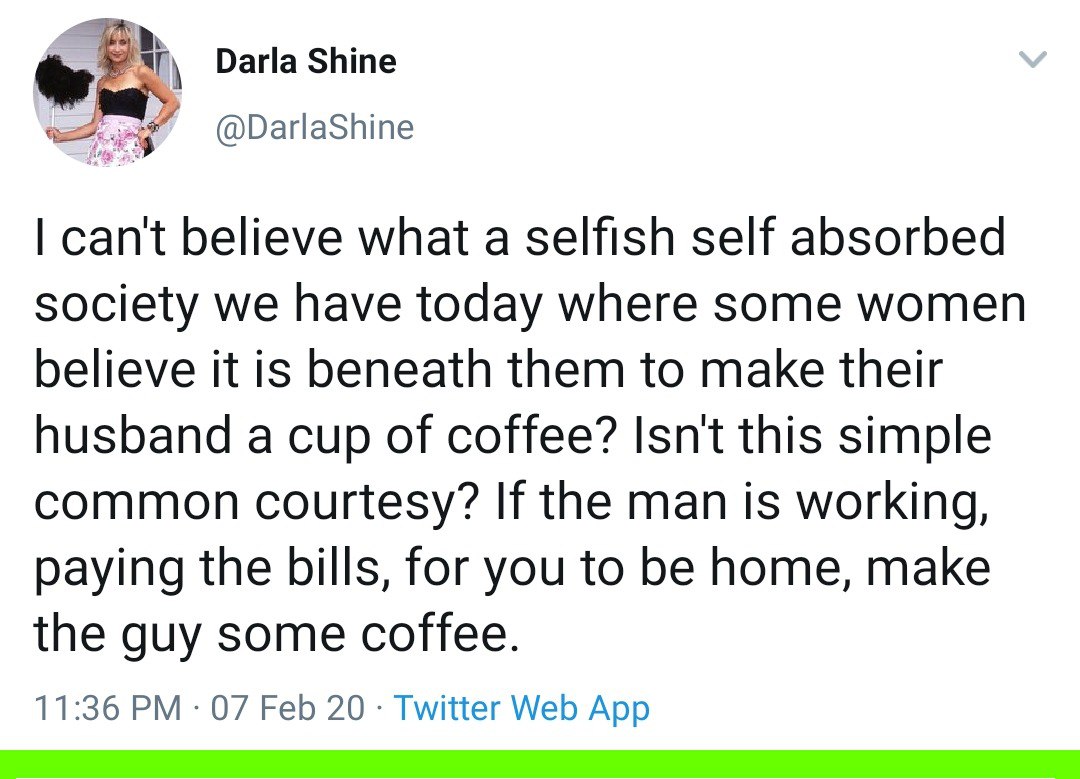 Darla Shine
@DarlaShine
I can't believe what a selfish self absorbed
society we have today where some women
believe it is beneath them to make their
husband a cup of coffee? Isn't this simple
common courtesy? If the man is working,
paying the bills, for you to be home, make
the guy some coffee.
11:36 PM · 07 Feb 20 · Twitter Web App